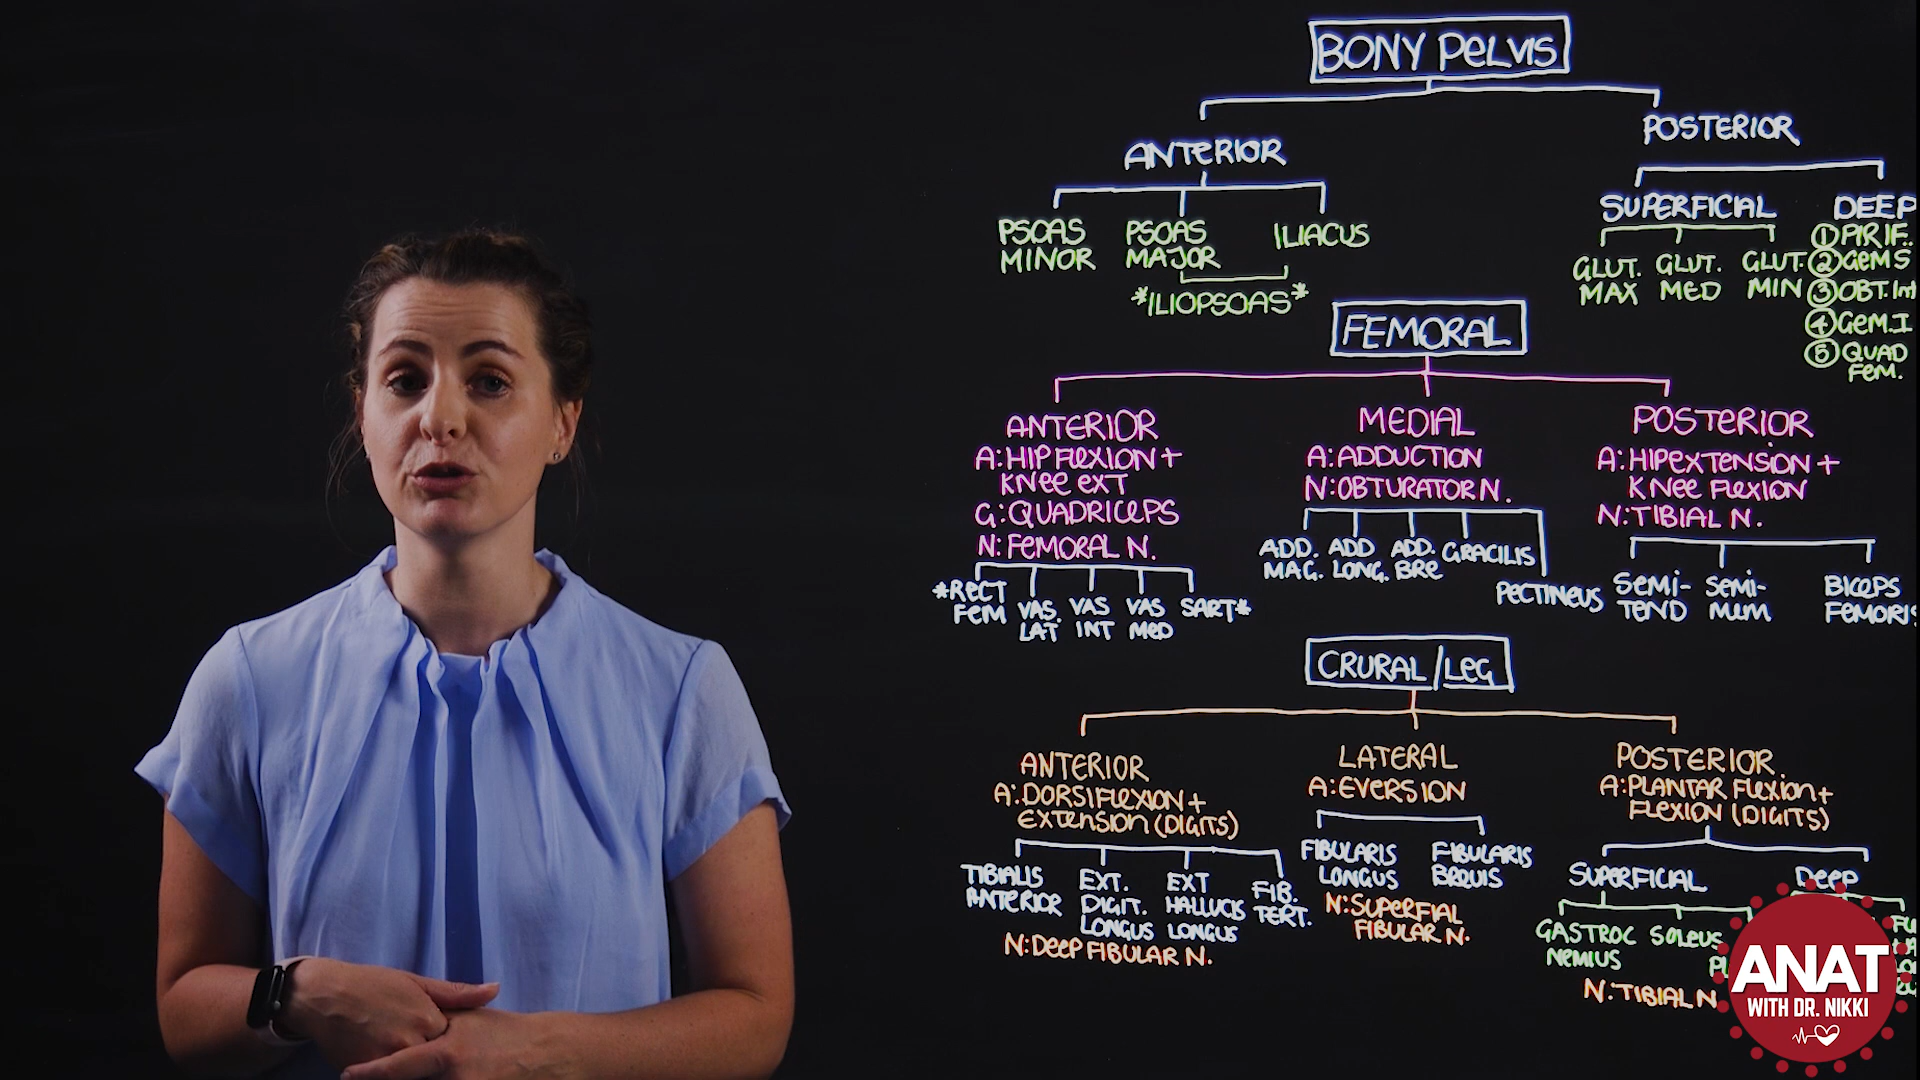 BONY PELVIS
ANTERIOR
POSTERIOR
PSOAS MINOR
PSOAS MAJOR
ILIACUS
*ILIOPSOAS*
SUPERFICIAL
GLUT. MAX
GLUT. MED
GLUT. MIN
DEEP
① PIRIF.
② GEM S
③ OBT. Int
④ GEM. I
⑤ QUAD
FEM.
FEMORAL
ANTERIOR
A: HIP FLEXION +
KNEE EXT
G: QUADRICEPS
N: FEMORAL N.
*RECT FEM
VAS. LAT
VAS INT
VAS MED
SART*
MEDIAL
A: ADDUCTION
N: OBTURATOR N.
ADD. MAG.
ADD LONG.
ADD. BRE
GRACILIS
PECTINEUS
POSTERIOR
A: HIP EXTENSION +
KNEE FLEXION
N: TIBIAL N.
SEMI-
TEND
SEMI-
MEM
BICEPS
FEMORIS
CRURAL/LEG
ANTERIOR
A: DORSIFLEXION +
EXTENSION (DIGITS)
TIBIALIS
ANTERIOR
EXT.
DIGIT.
LONGUS
EXT
HALLUCIS
LONGUS
FIB.
TERT.
N: DEEP FIBULAR N.
LATERAL
A: EVERSION
FIBULARIS
LONGUS
FIBULARIS
BREVIS
N: SUPERFIAL
FIBULAR N.
POSTERIOR
A: PLANTAR FLEXION +
FLEXION (DIGITS)
SUPERFICIAL
GASTROC
NEMIUS
SOLEUS
N: TIBIAL N
DEEP
ANAT
WITH DR. NIKKI